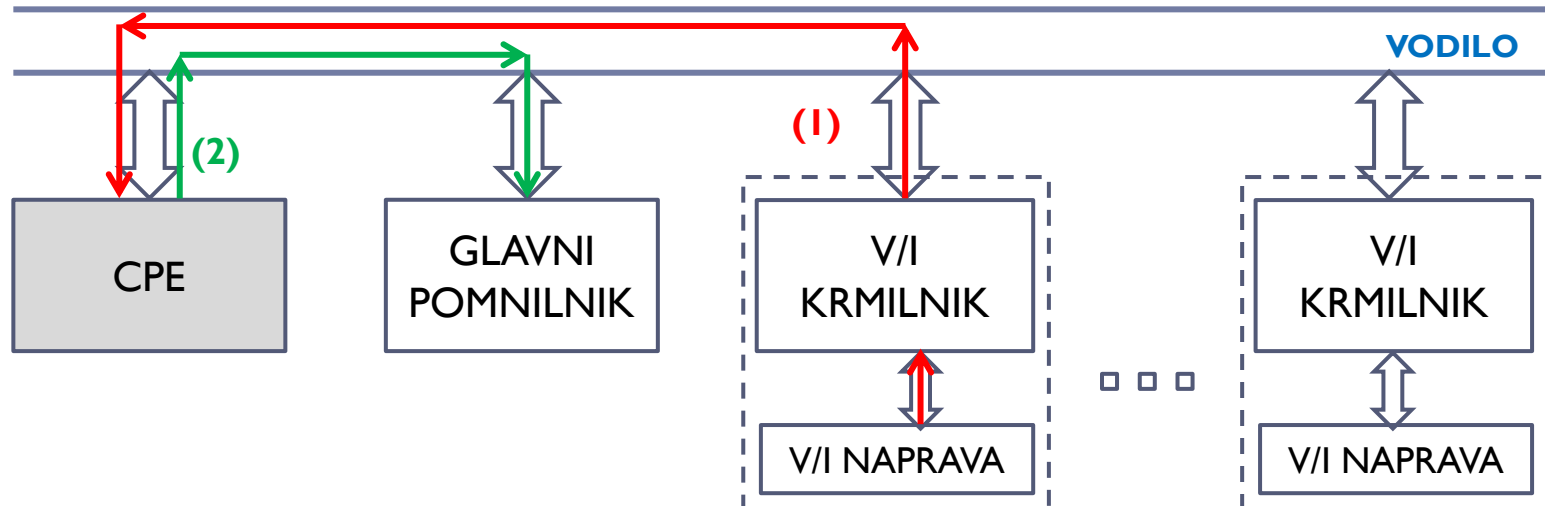 VODILO
(1)
(2)
CPE
GLAVNI
POMNILNIK
V/I
KRMILNIK
V/I
KRMILNIK
V/I NAPRAVA
V/I NAPRAVA